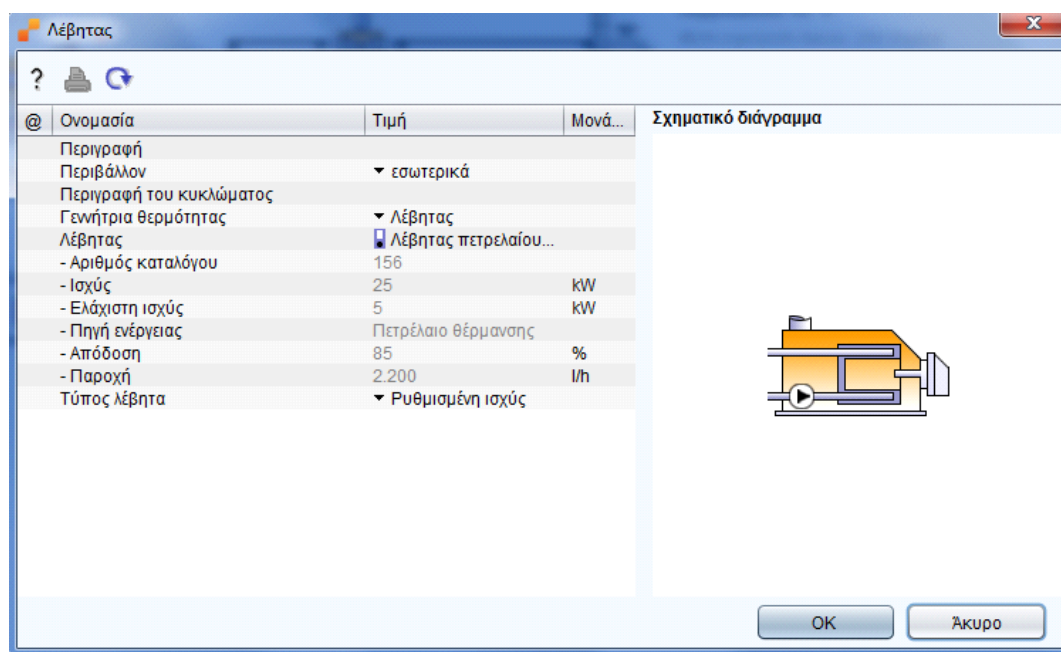 Λέβητας
?
@ Ονομασία Τιμή Μονά... Σχηματικό διάγραμμα
Περιγραφή
Περιβάλλον εσωτερικά
Περιγραφή του κυκλώματος
Γεννήτρια θερμότητας Λέβητας
Λέβητας Λέβητας πετρελαίου...
- Αριθμός καταλόγου 156
- Ισχύς 25 kW
- Ελάχιστη ισχύς 5 kW
- Πηγή ενέργειας Πετρέλαιο θέρμανσης
- Απόδοση 85 %
- Παροχή 2.200 l/h
Τύπος λέβητα Ρυθμισμένη ισχύς
OK Άκυρο